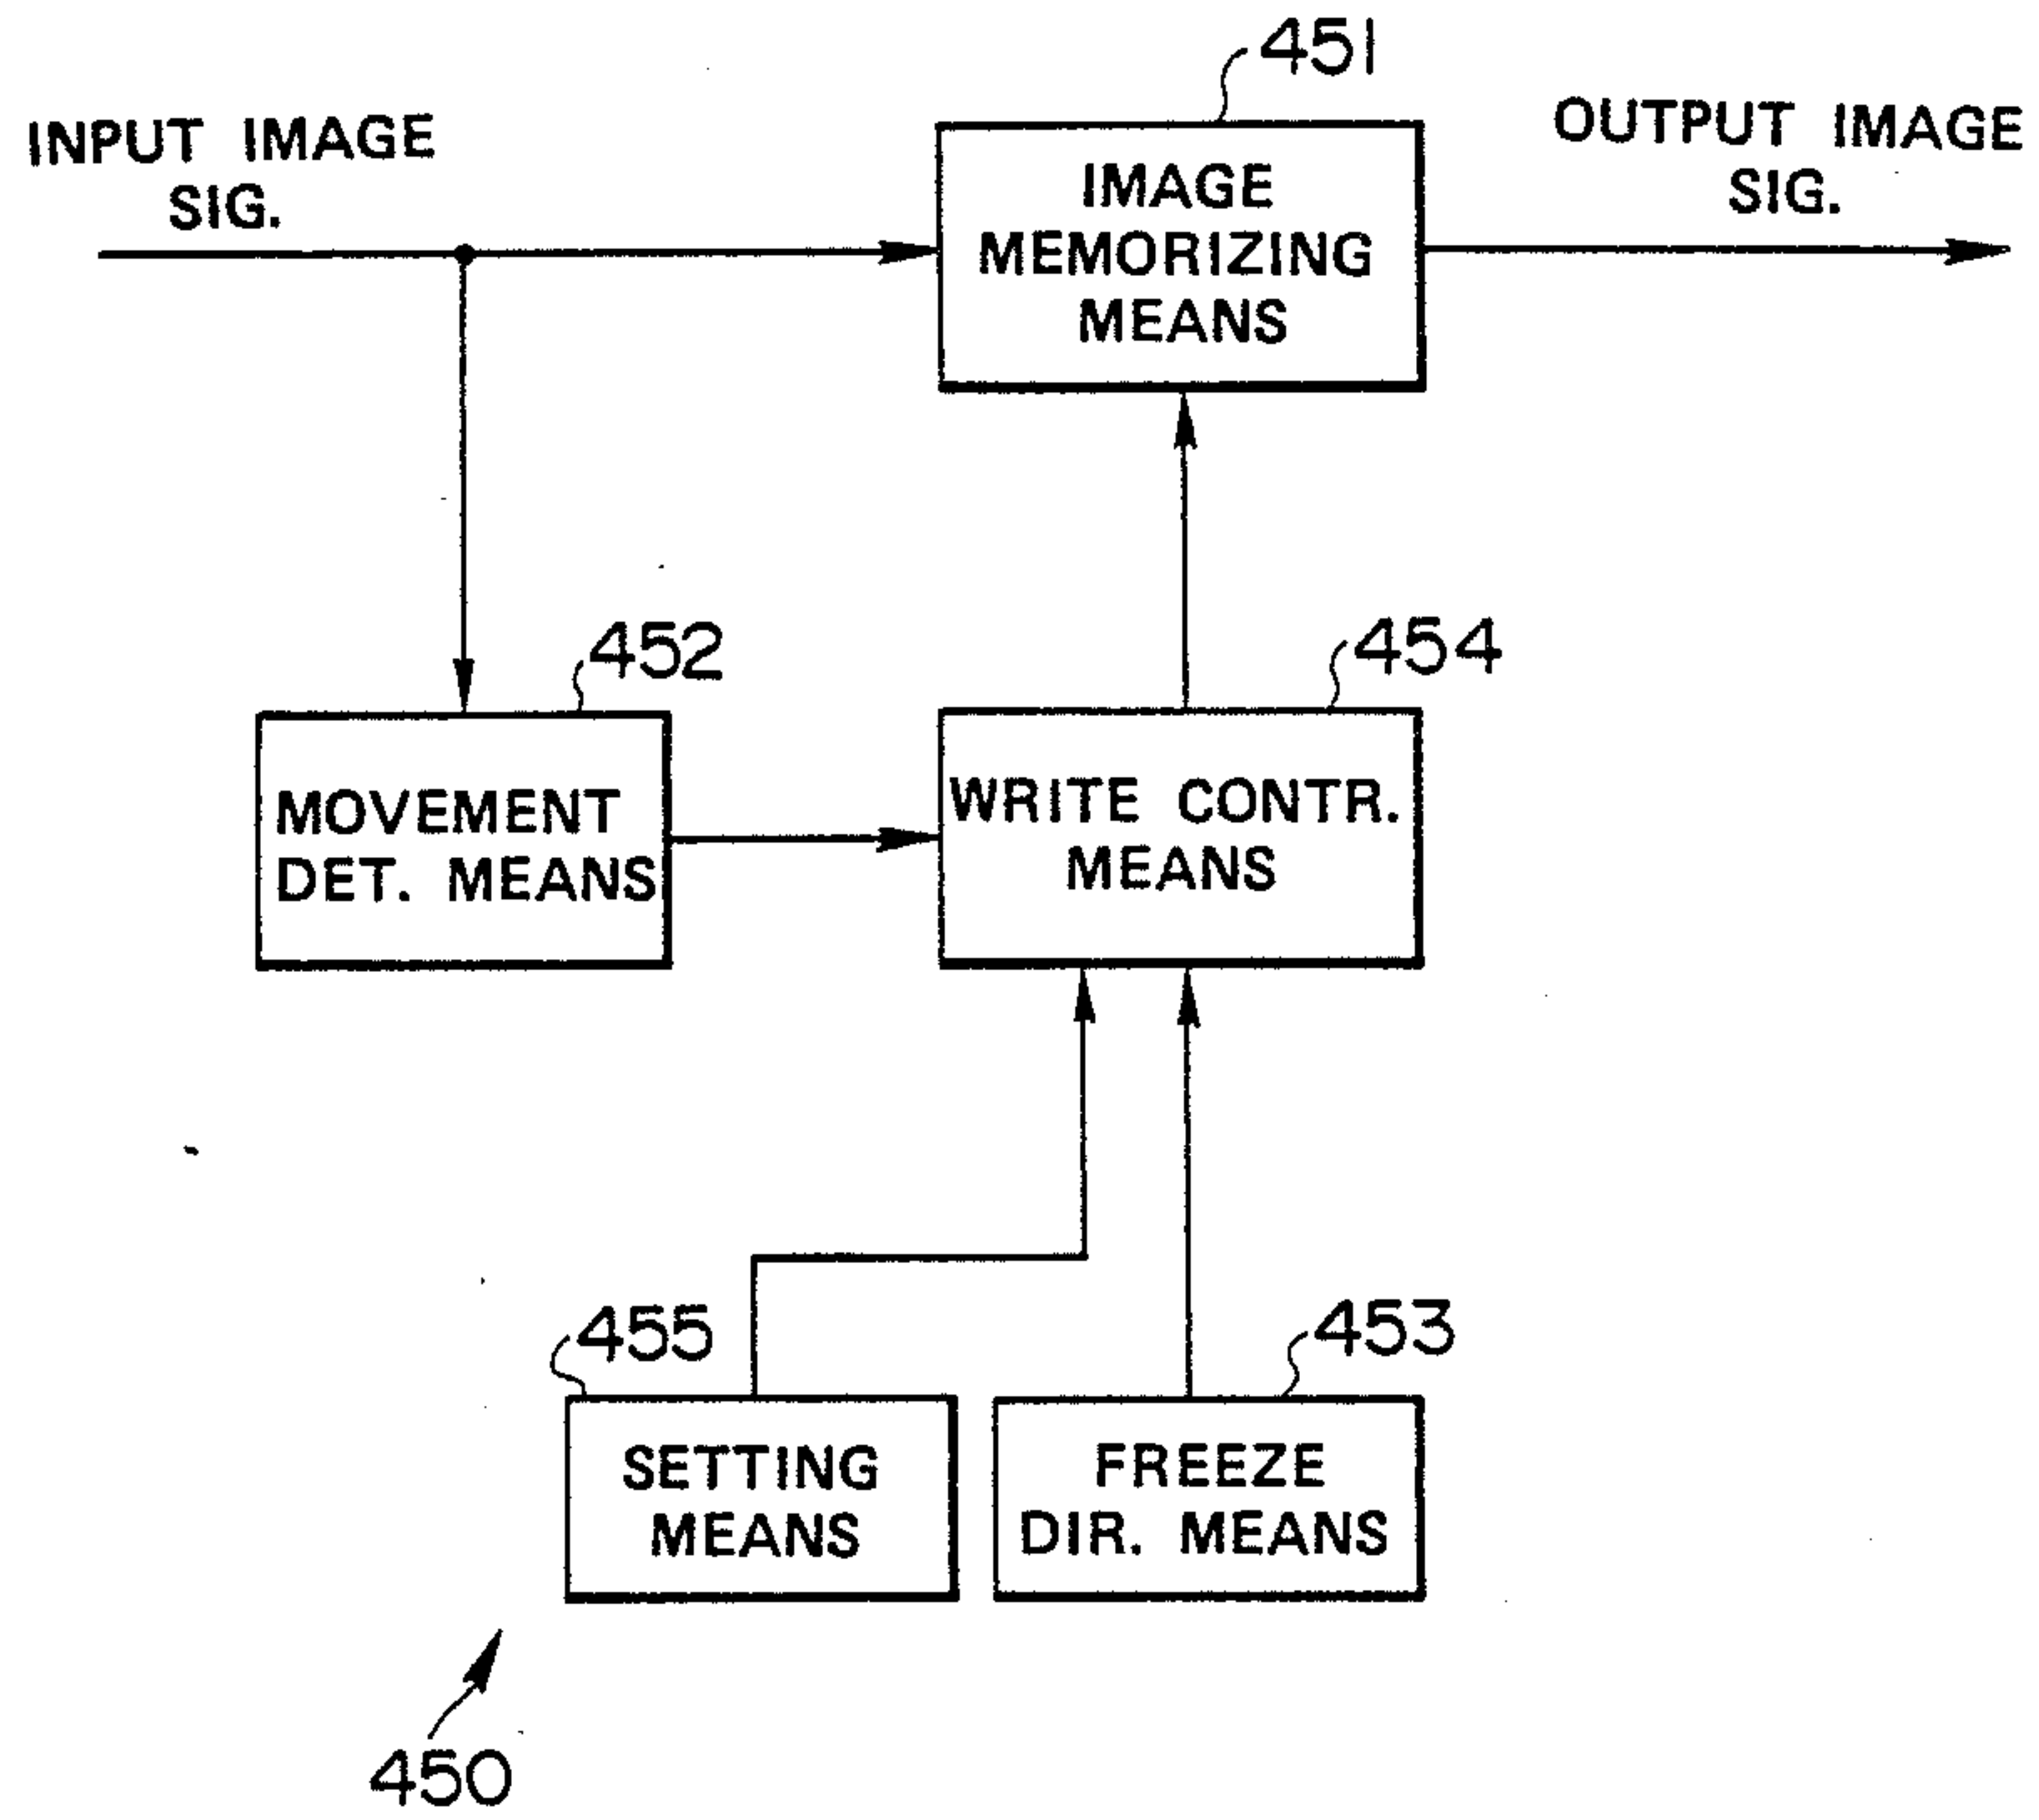 451
INPUT IMAGE
SIG.
OUTPUT IMAGE
SIG.
IMAGE
MEMORIZING
MEANS
452
454
MOVEMENT
DET. MEANS
WRITE CONTR.
MEANS
455
453
SETTING
MEANS
FREEZE
DIR. MEANS
450